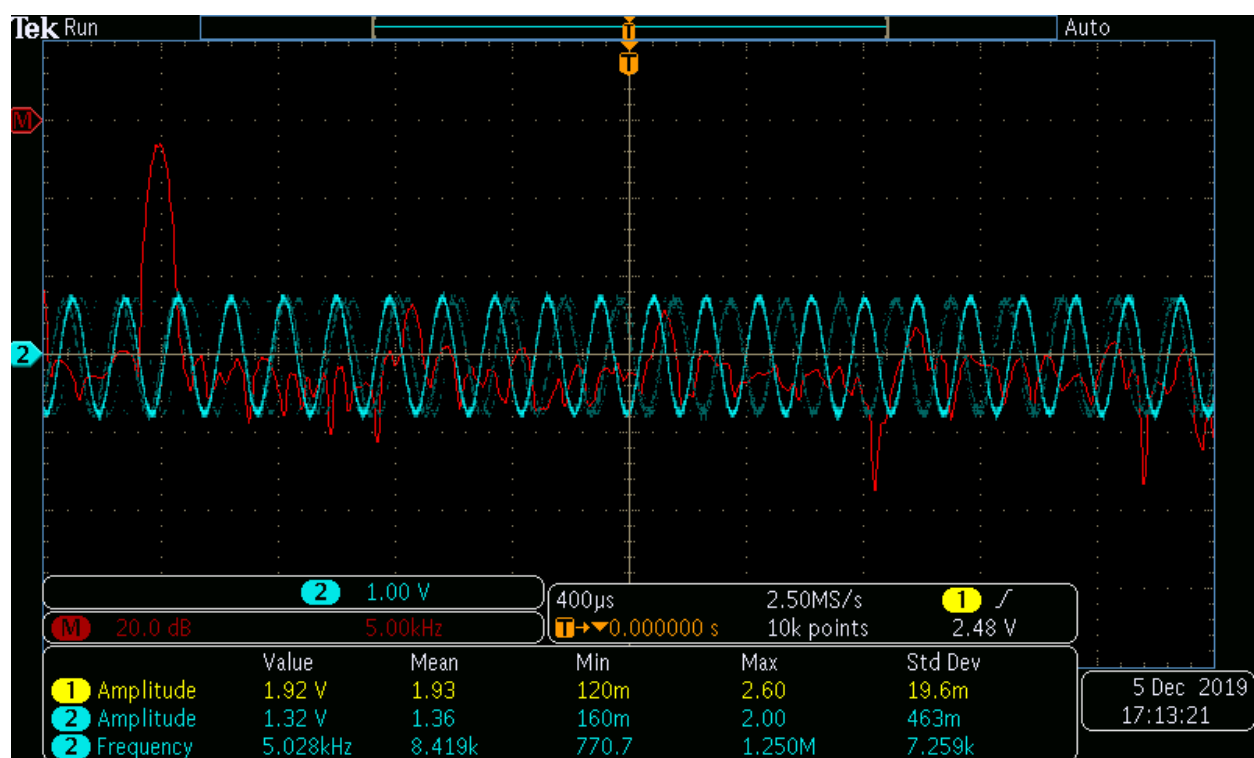 Tek Run Auto
T
T
M
2
2 1.00 V
M 20.0 dB 5.00kHz
400µs 2.50MS/s 1
T→▼0.000000 s 10k points 2.48 V
Value Mean Min Max Std Dev
1 Amplitude 1.92 V 1.93 120m 2.60 19.6m
2 Amplitude 1.32 V 1.36 160m 2.00 463m
2 Frequency 5.028kHz 8.419k 770.7 1.250M 7.259k
5 Dec 2019
17:13:21